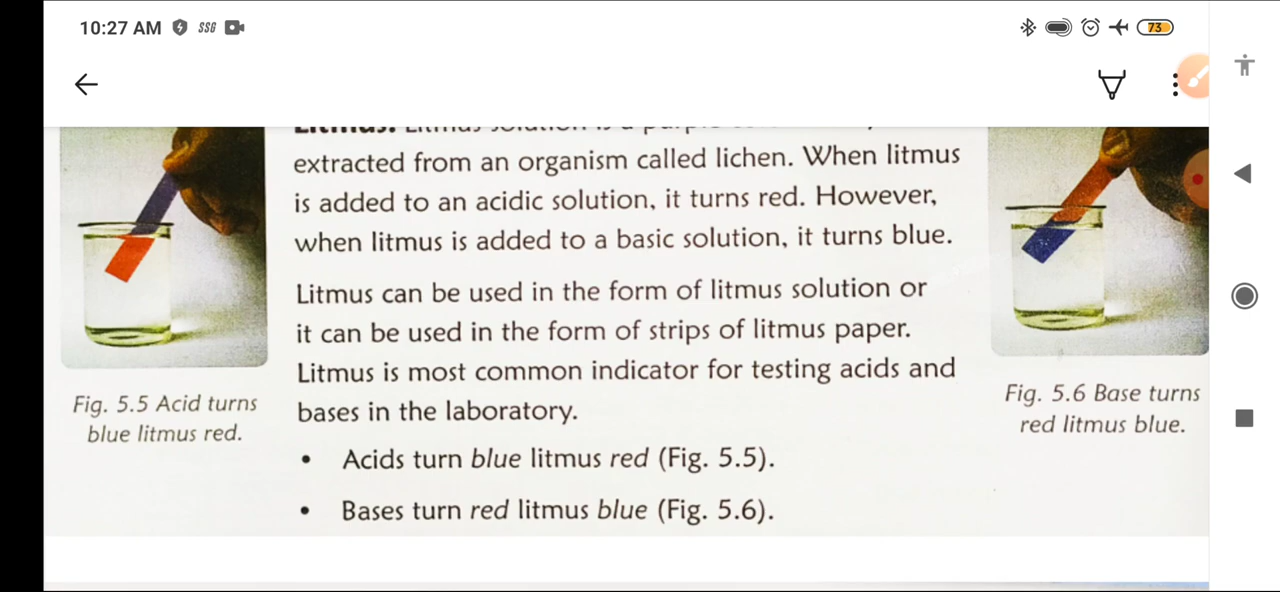 10:27 AM SSG 73
extracted from an organism called lichen. When litmus
is added to an acidic solution, it turns red. However,
when litmus is added to a basic solution, it turns blue.
Litmus can be used in the form of litmus solution or
it can be used in the form of strips of litmus paper.
Litmus is most common indicator for testing acids and
bases in the laboratory.
• Acids turn blue litmus red (Fig. 5.5).
• Bases turn red litmus blue (Fig. 5.6).
Fig. 5.5 Acid turns
blue litmus red.
Fig. 5.6 Base turns
red litmus blue.